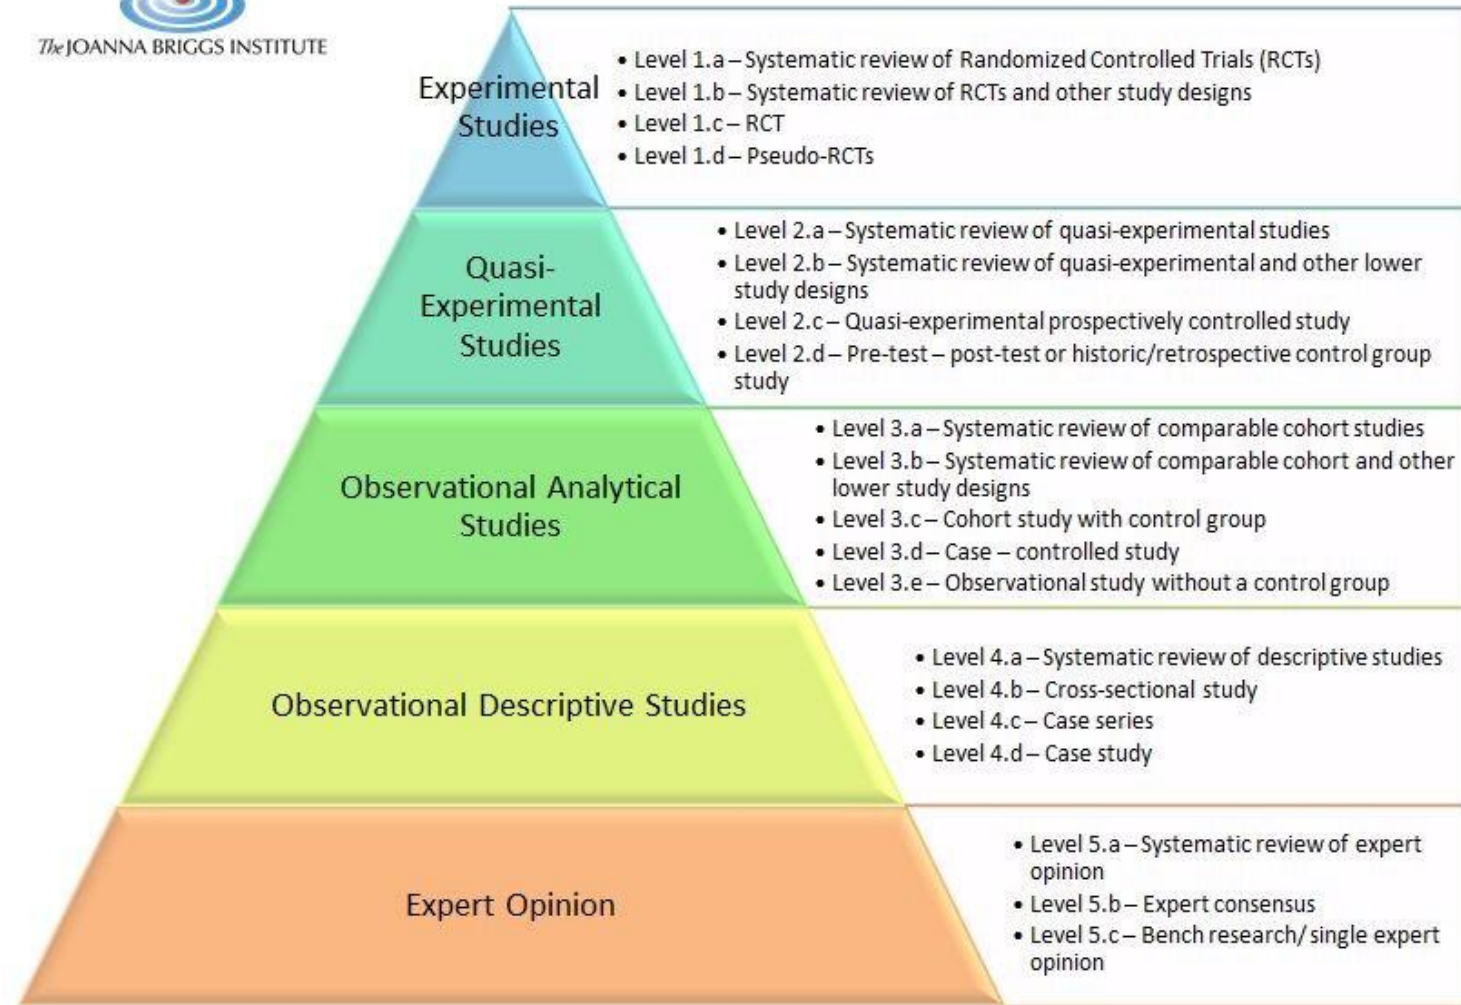 The JOANNA BRIGGS INSTITUTE
Experimental
Studies
• Level 1.a – Systematic review of Randomized Controlled Trials (RCTs)
• Level 1.b – Systematic review of RCTs and other study designs
• Level 1.c – RCT
• Level 1.d – Pseudo-RCTs
Quasi-
Experimental
Studies
• Level 2.a – Systematic review of quasi-experimental studies
• Level 2.b – Systematic review of quasi-experimental and other lower
study designs
• Level 2.c – Quasi-experimental prospectively controlled study
• Level 2.d – Pre-test – post-test or historic/retrospective control group
study
Observational Analytical
Studies
• Level 3.a – Systematic review of comparable cohort studies
• Level 3.b – Systematic review of comparable cohort and other
lower study designs
• Level 3.c – Cohort study with control group
• Level 3.d – Case – controlled study
• Level 3.e – Observational study without a control group
Observational Descriptive Studies
• Level 4.a – Systematic review of descriptive studies
• Level 4.b – Cross-sectional study
• Level 4.c – Case series
• Level 4.d – Case study
Expert Opinion
• Level 5.a – Systematic review of expert
opinion
• Level 5.b – Expert consensus
• Level 5.c – Bench research/ single expert
opinion